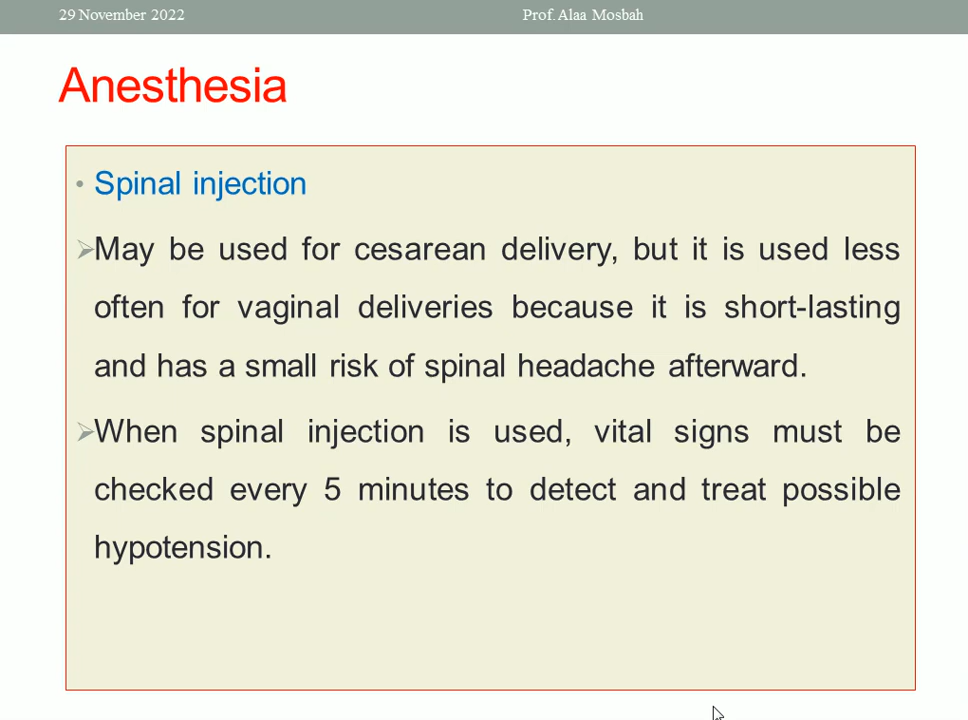 29 November 2022 Prof. Alaa Mosbah
Anesthesia
• Spinal injection
➢May be used for cesarean delivery, but it is used less
often for vaginal deliveries because it is short-lasting
and has a small risk of spinal headache afterward.
➢When spinal injection is used, vital signs must be
checked every 5 minutes to detect and treat possible
hypotension.